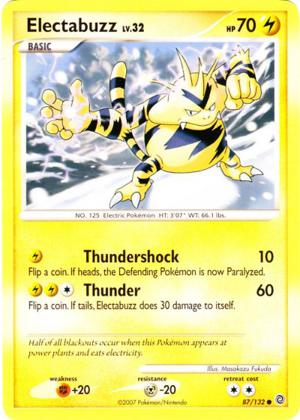 Electabuzz LV.32 HP 70
BASIC
NO. 125 Electric Pokémon HT: 3'07" WT: 66.1 lbs.
Thundershock 10
Flip a coin. If heads, the Defending Pokémon is now Paralyzed.
Thunder 60
Flip a coin. If tails, Electabuzz does 30 damage to itself.
Half of all blackouts occur when this Pokémon appears at
power plants and eats electricity.
Illus. Masakazu Fukuda
weakness resistance retreat cost
+20 -20
©2007 Pokémon/Nintendo 87/132